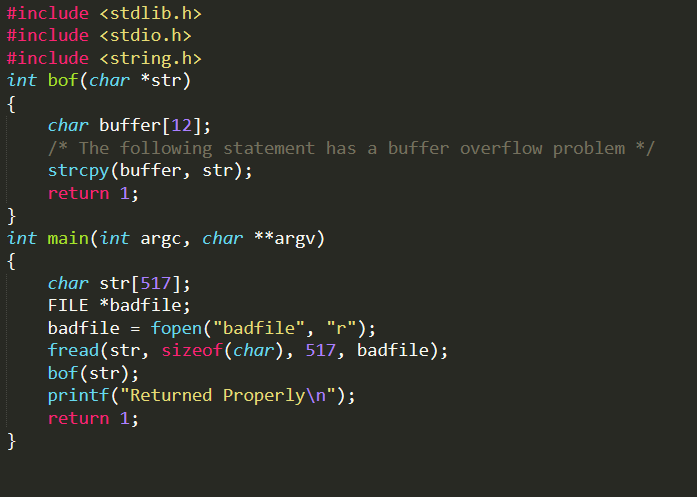 #include <stdlib.h>
#include <stdio.h>
#include <string.h>
int bof(char *str)
{
    char buffer[12];
    /* The following statement has a buffer overflow problem */
    strcpy(buffer, str);
    return 1;
}
int main(int argc, char **argv)
{
    char str[517];
    FILE *badfile;
    badfile = fopen("badfile", "r");
    fread(str, sizeof(char), 517, badfile);
    bof(str);
    printf("Returned Properly\n");
    return 1;
}